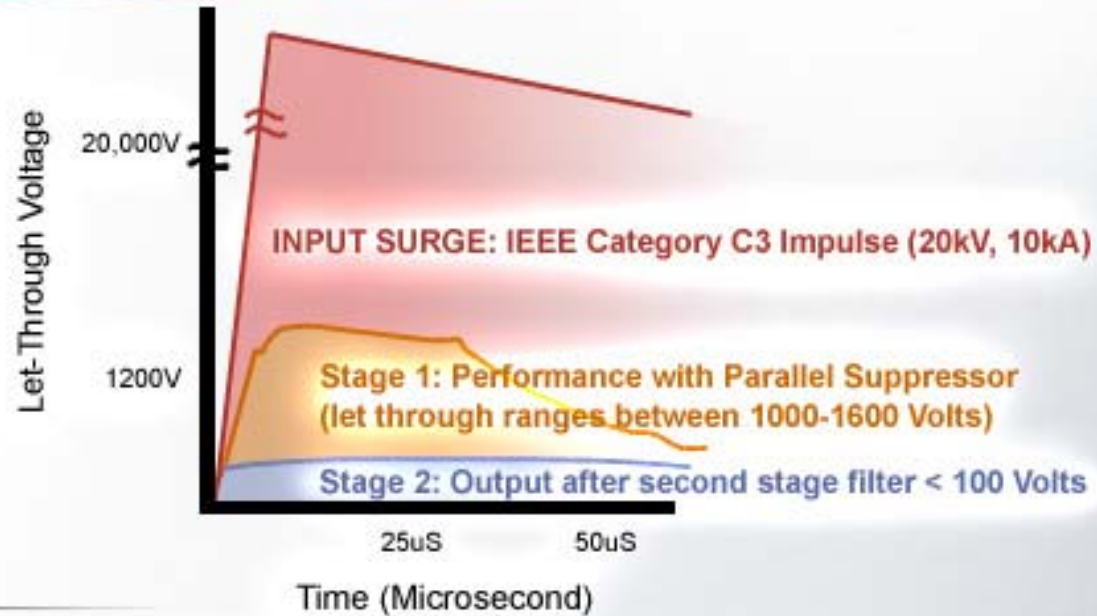 Let-Through Voltage
20,000V
INPUT SURGE: IEEE Category C3 Impulse (20kV, 10kA)
1200V
Stage 1: Performance with Parallel Suppressor
(let through ranges between 1000-1600 Volts)
Stage 2: Output after second stage filter < 100 Volts
25uS
50uS
Time (Microsecond)